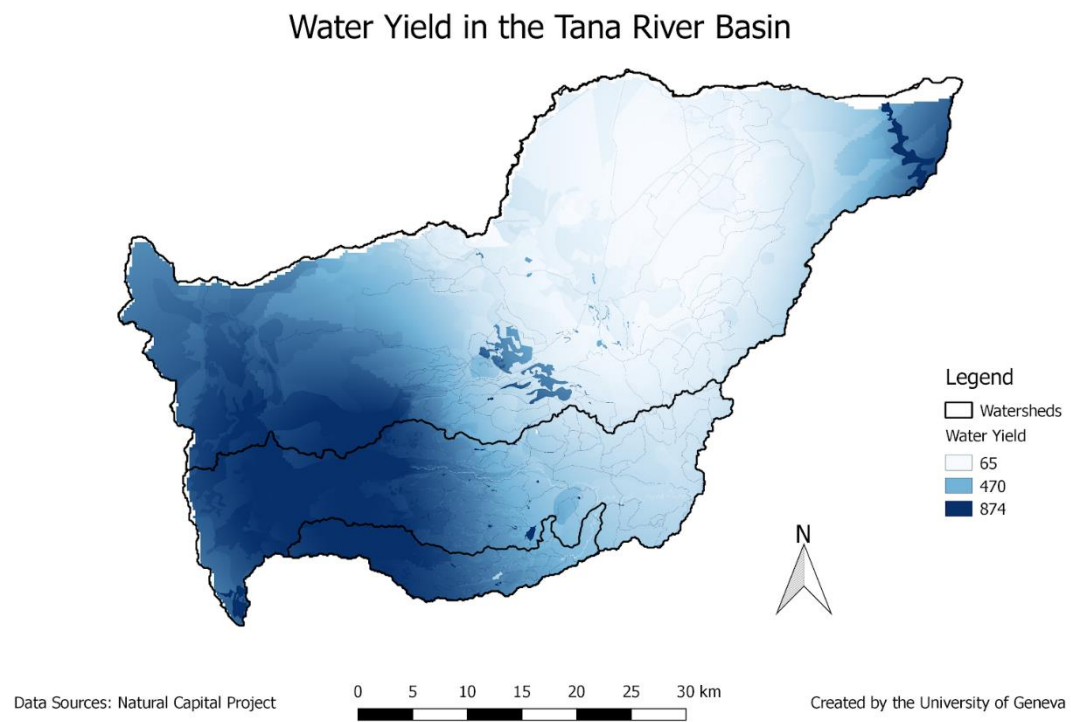 Water Yield in the Tana River Basin
Legend
Watersheds
Water Yield
65
470
874
N
0 5 10 15 20 25 30 km
Data Sources: Natural Capital Project
Created by the University of Geneva